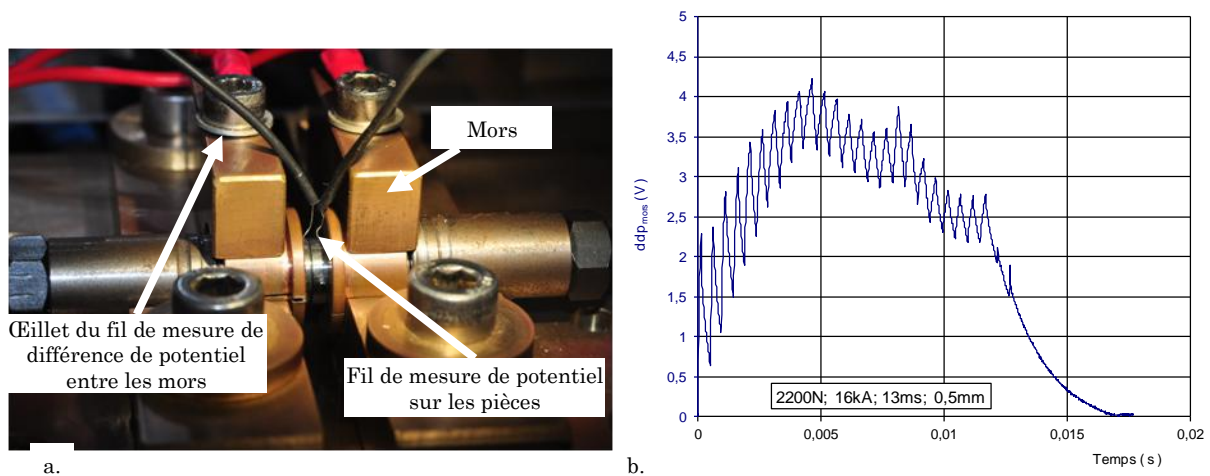 Mors
Œillet du fil de mesure de
différence de potentiel
entre les mors
Fil de mesure de potentiel
sur les pièces
a.
5
4,5
4
3,5
3
2,5
2
1,5
1
0,5
0
ddp mors (V)
2200N; 16kA; 13ms; 0,5mm
0
0,005
0,01
0,015
0,02
Temps (s)
b.